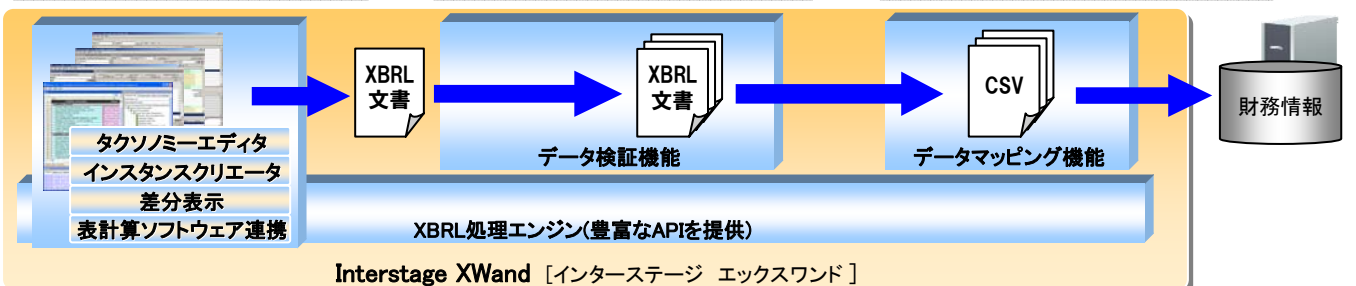 XBRL
文書
XBRL
文書
CSV
財務情報
タクソノミーエディタ
インスタンスクリエータ
差分表示
表計算ソフトウェア連携
データ検証機能
データマッピング機能
XBRL処理エンジン(豊富なAPIを提供)
Interstage XWand [インターステージ エックスワンド]